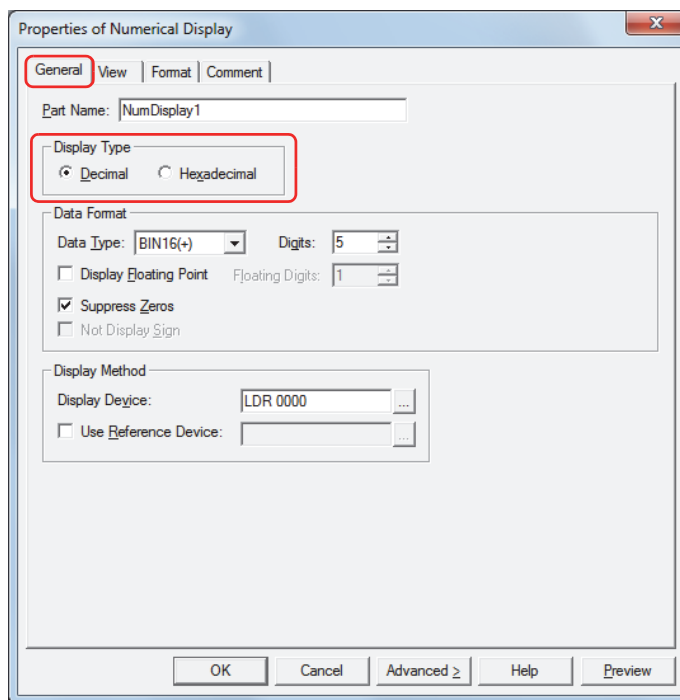 Properties of Numerical Display
General View Format Comment
Part Name: NumDisplay1
Display Type
Decimal Hexadecimal
Data Format
Data Type: BIN16(+) Digits: 5
Display Floating Point Floating Digits: 1
Suppress Zeros
Not Display Sign
Display Method
Display Device: LDR 0000 ...
Use Reference Device: ...
OK Cancel Advanced > Help Preview